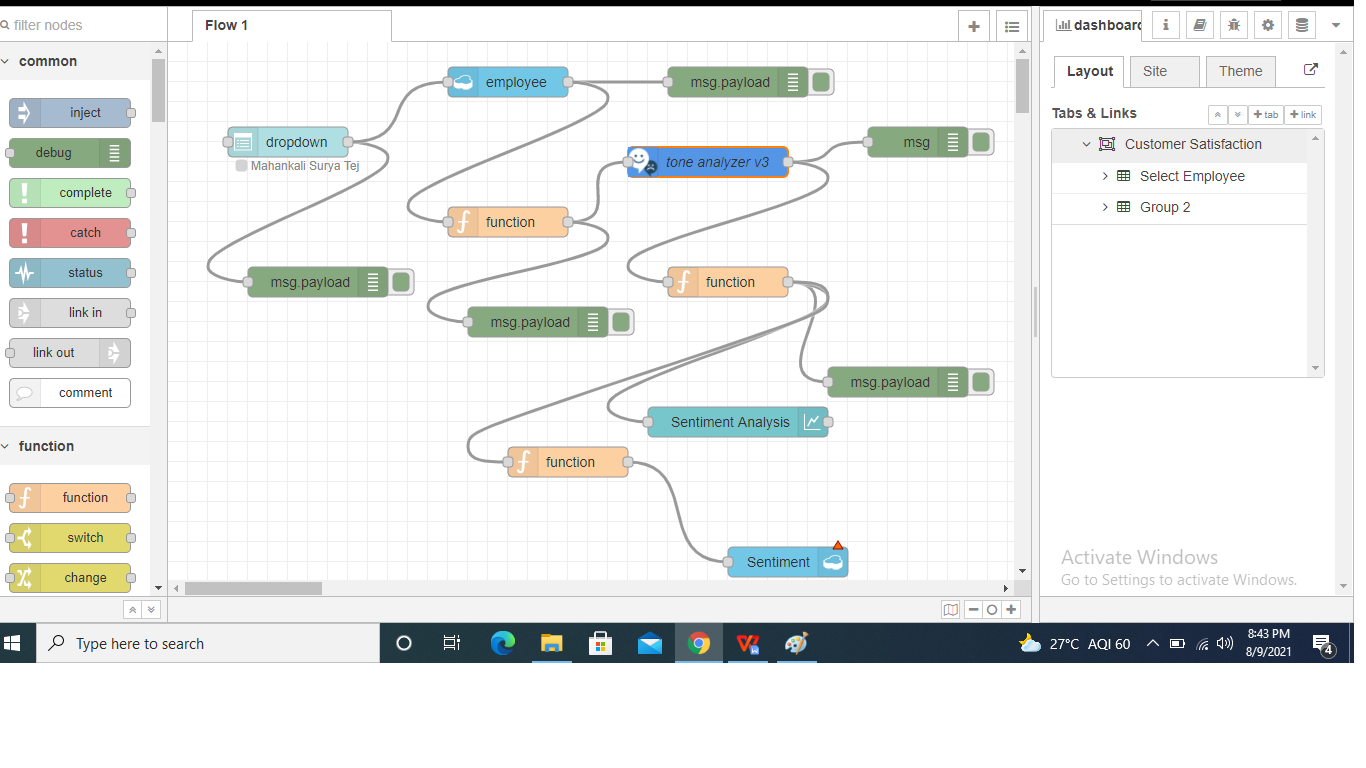 filter nodes
Flow 1
dashboard
common
inject
debug
complete
catch
status
link in
link out
comment
function
function
switch
change
employee
msg.payload
dropdown
Mahankali Surya Tej
tone analyzer v3
msg
function
msg.payload
function
msg.payload
msg.payload
Sentiment Analysis
function
Sentiment
Layout
Site
Theme
Tabs & Links
tab
link
Customer Satisfaction
Select Employee
Group 2
Activate Windows
Go to Settings to activate Windows.
Type here to search
27°C AQI 60
8:43 PM
8/9/2021
4